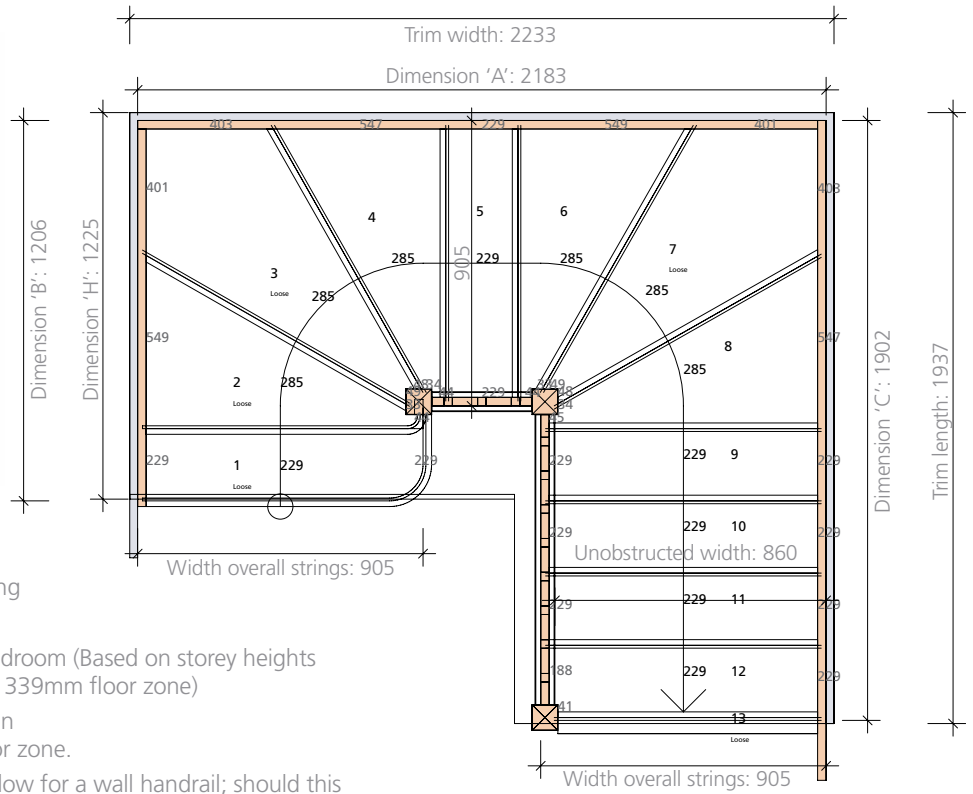 Trim width: 2233
Dimension ‘A’: 2183
403 547 229 549 401
401
403
Dimension ‘B’: 1206
Dimension ‘H’: 1225
4
5
6
905
7
Loose
285
229
285
3
Loose
285
285
549
547
8
2
Loose
285
285
Dimension ‘C’: 1902
Trim length: 1937
44
229
229
1
Loose
229
229
229
229
9
229
229
229
10
Unobstructed width: 860
Width overall strings: 905
229
229
11
229
188
229
12
229
41
13
Loose
Width overall strings: 905
ing
droom (Based on storey heights
339mm floor zone)
n
or zone.
low for a wall handrail; should this